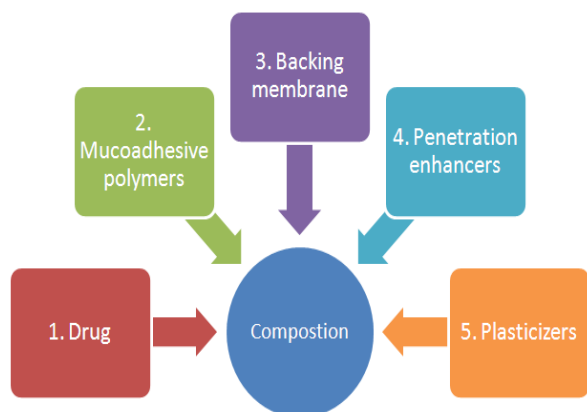 3. Backing
membrane
2.
Mucoadhesive
polymers
4. Penetration
enhancers
1. Drug
Compostion
5. Plasticizers